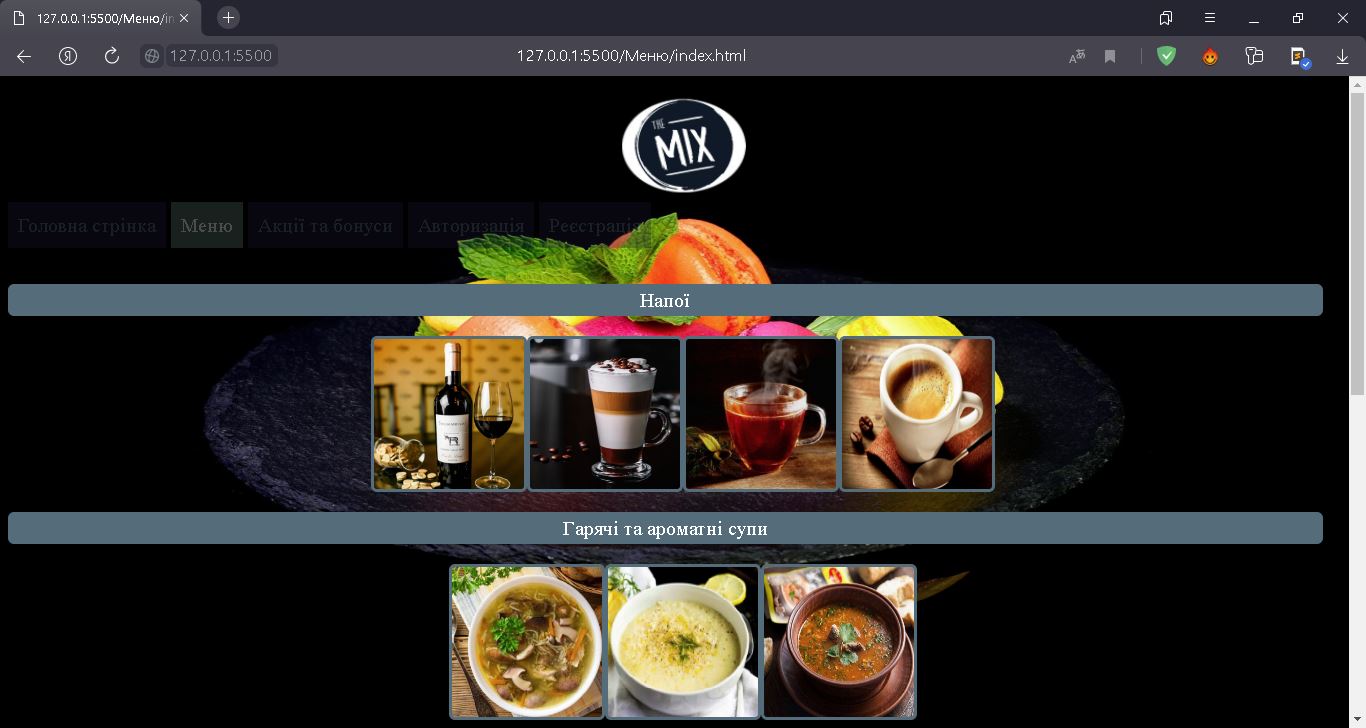 127.0.0.1:5500/Меню/in
Я
127.0.0.1:5500
127.0.0.1:5500/Меню/index.html
THE
MIX
Головна стрінка Меню Акції та бонуси Авторизація Реєстрація
Напої
Гарячі та ароматні супи